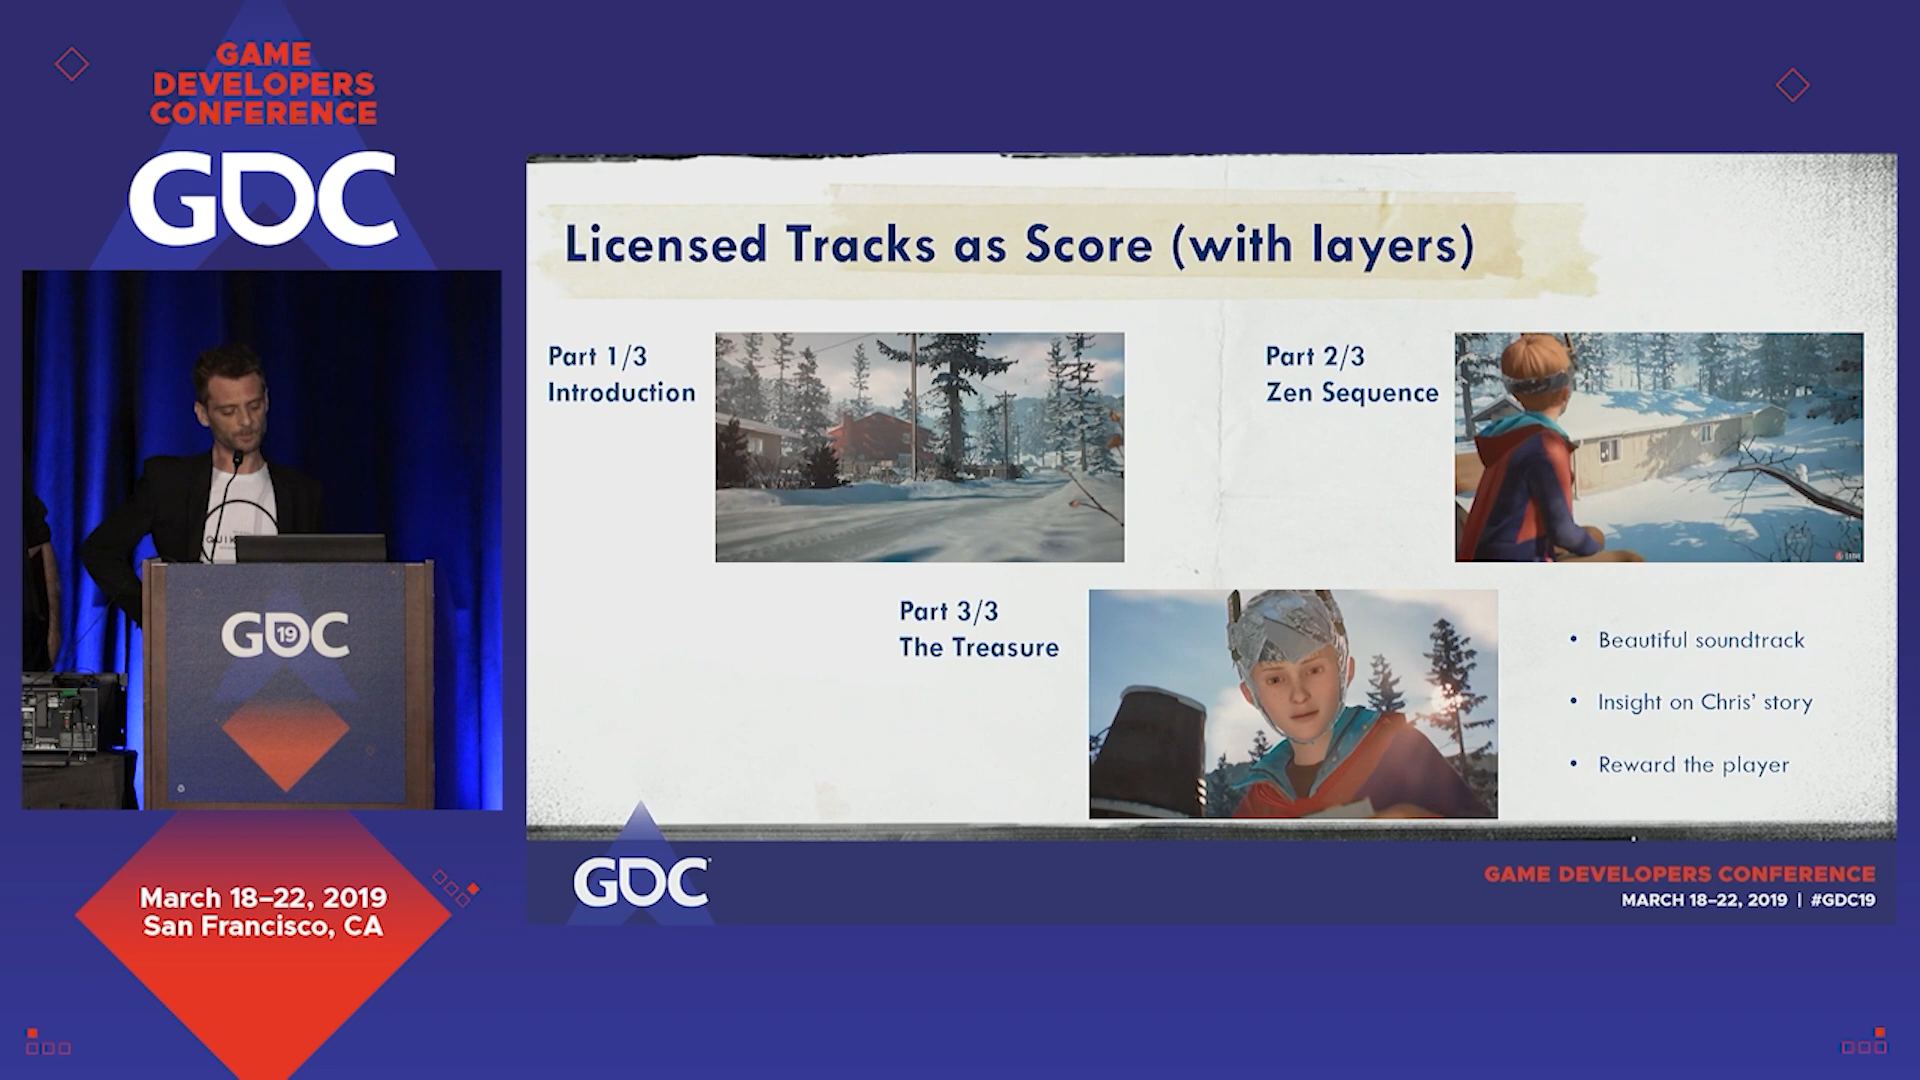 GAME
DEVELOPERS
CONFERENCE
GDC
GDC
19
March 18–22, 2019
San Francisco, CA
Licensed Tracks as Score (with layers)
Part 1/3
Introduction
Part 2/3
Zen Sequence
Part 3/3
The Treasure
• Beautiful soundtrack
• Insight on Chris' story
• Reward the player
GDC
GAME DEVELOPERS CONFERENCE
MARCH 18–22, 2019 | #GDC19